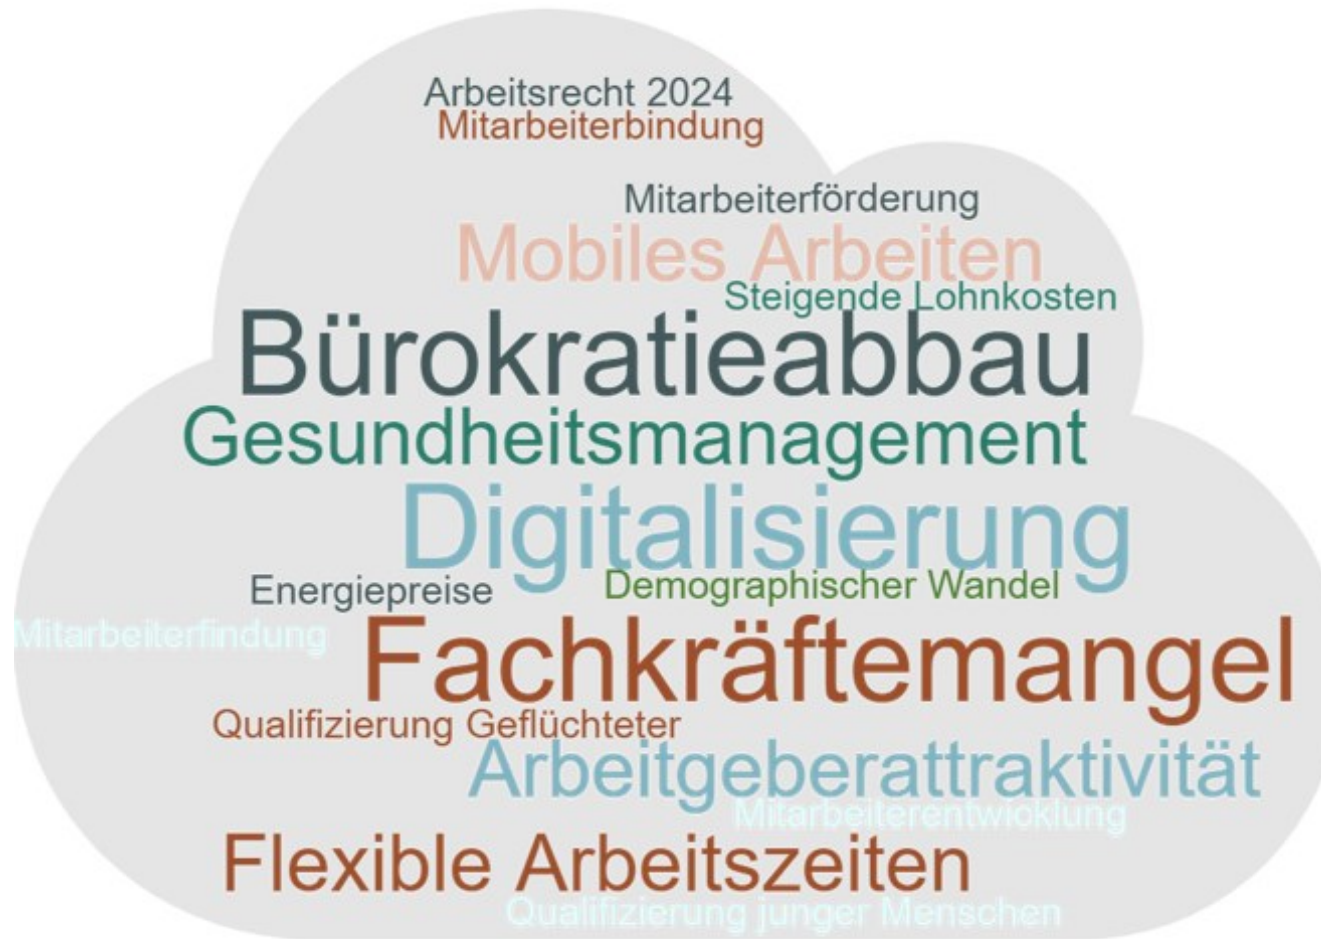 Arbeitsrecht 2024
Mitarbeiterbindung
Mitarbeiterförderung
Mobiles Arbeiten
Steigende Lohnkosten
Bürokratieabbau
Gesundheitsmanagement
Digitalisierung
Energiepreise
Demographischer Wandel
Mitarbeiterfindung
Fachkräftemangel
Qualifizierung Geflüchteter
Arbeitgeberattraktivität
Mitarbeiterentwicklung
Flexible Arbeitszeiten
Qualifizierung junger Menschen